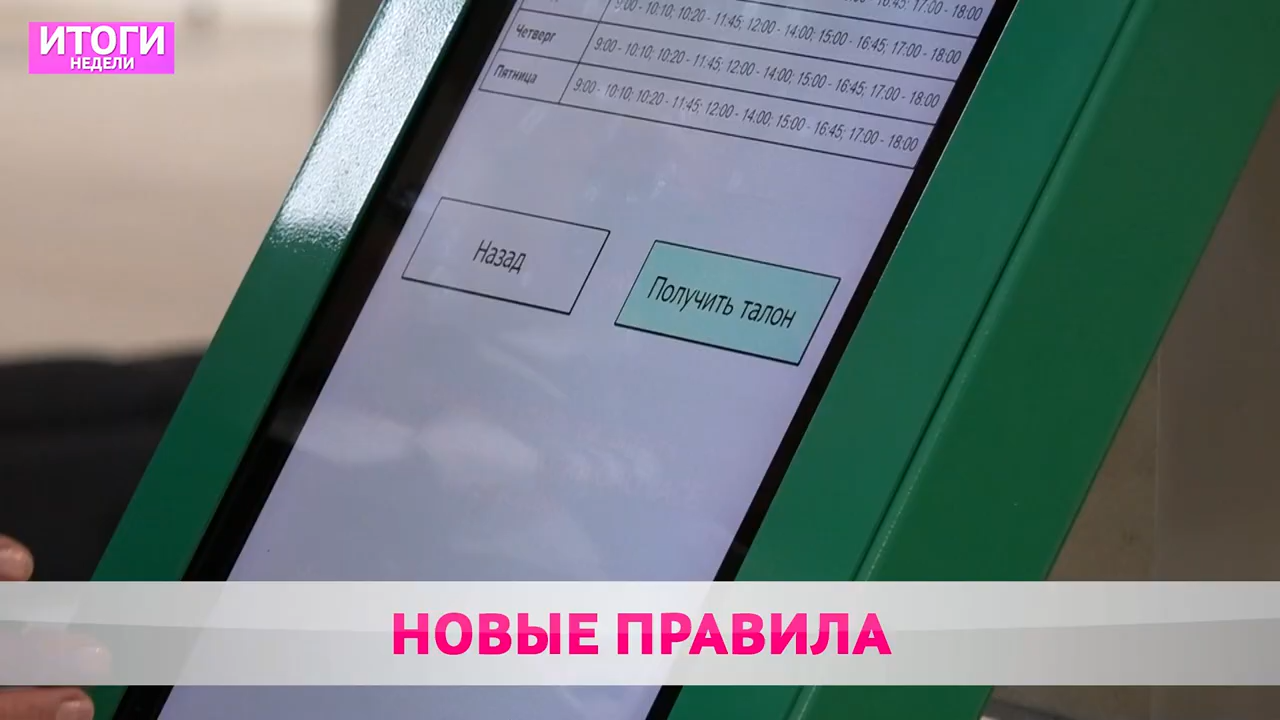 ИТОГИ
НЕДЕЛИ
9:00 - 10:10; 10:20 - 11:45; 12:00 - 14:00; 15:00 - 16:45; 17:00 - 18:00
Четверг 9:00 - 10:10; 10:20 - 11:45; 12:00 - 14:00; 15:00 - 16:45; 17:00 - 18:00
Пятница 9:00 - 10:10; 10:20 - 11:45; 12:00 - 14:00; 15:00 - 16:45; 17:00 - 18:00
Назад
Получить талон
НОВЫЕ ПРАВИЛА